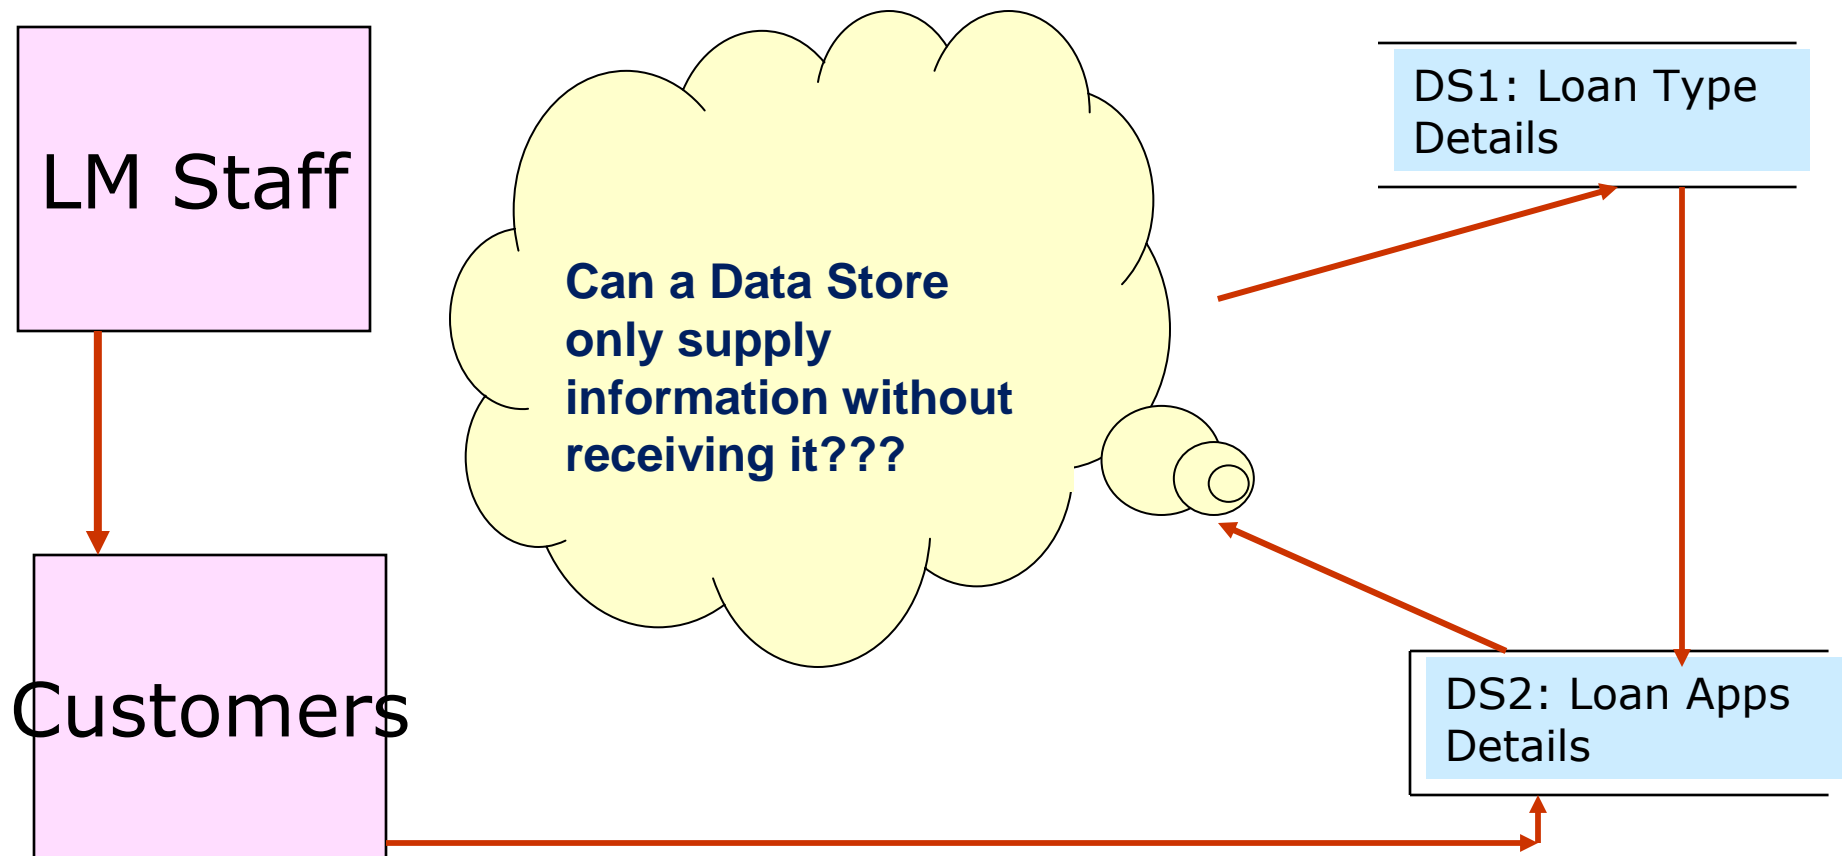 LM Staff
Can a Data Store
only supply
information without
receiving it???
DS1: Loan Type
Details
Customers
DS2: Loan Apps
Details